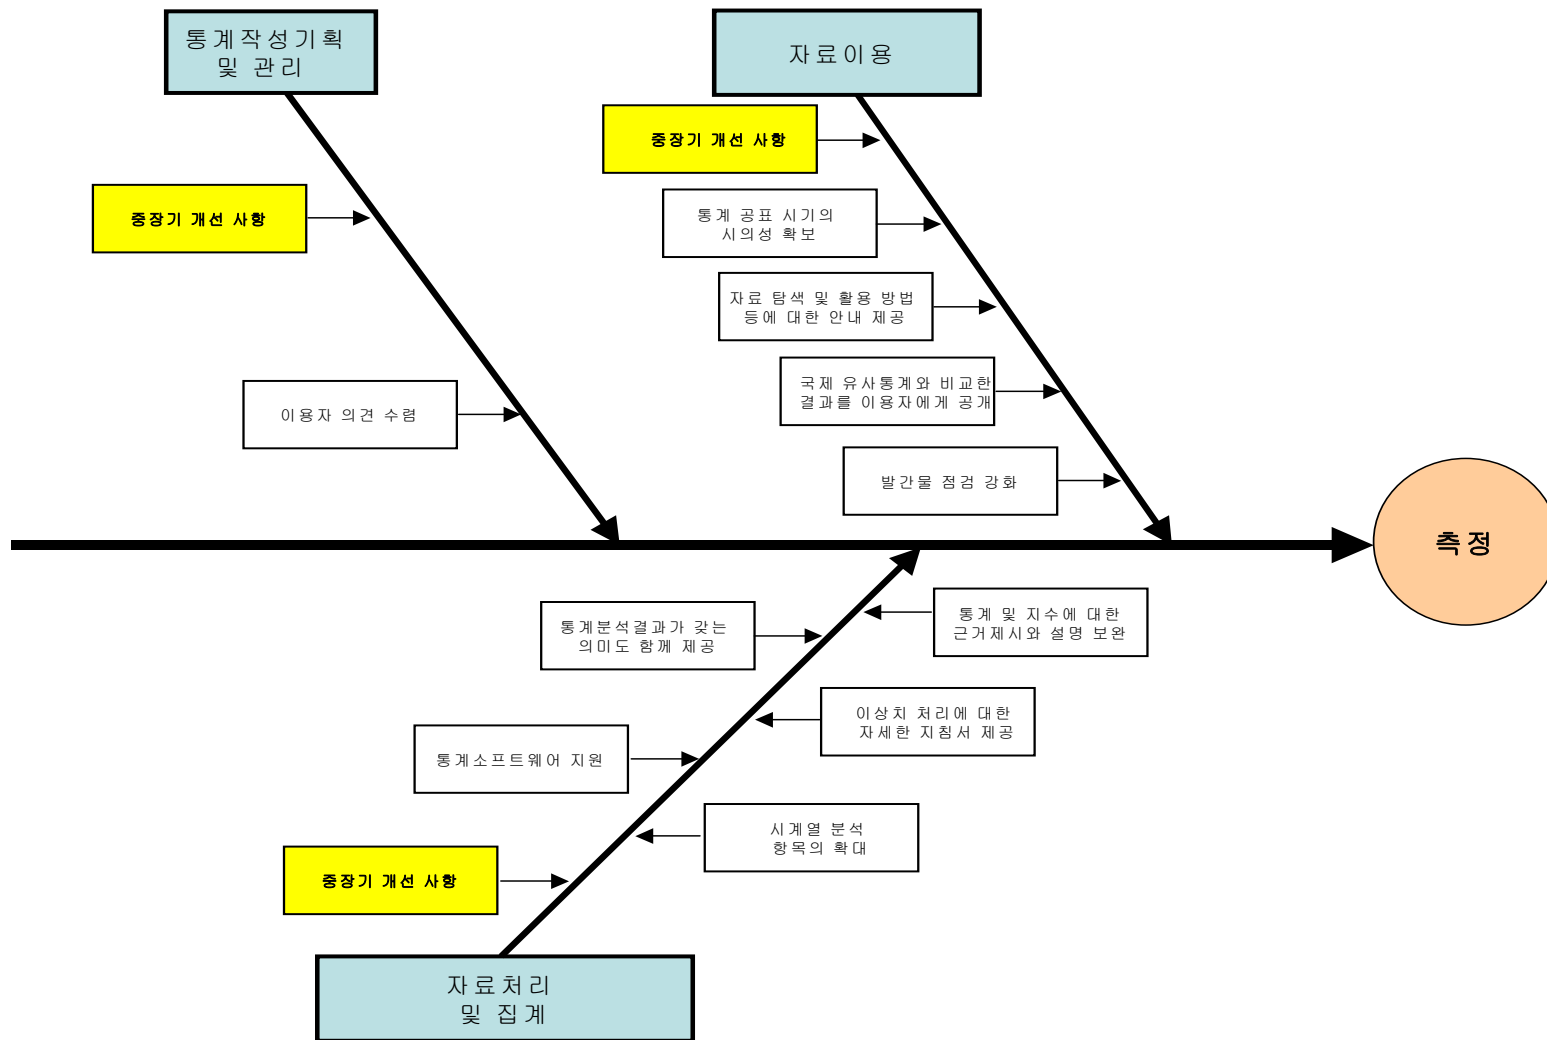 통계작성기획
및 관리
자료이용
중장기 개선 사항
중장기 개선 사항
통계 공표 시기의
시의성 확보
자료 탐색 및 활용 방법
등에 대한 안내 제공
국제 유사통계와 비교한
결과를 이용자에게 공개
이용자 의견 수렴
발간물 점검 강화
측정
통계분석결과가 갖는
의미도 함께 제공
통계 및 지수에 대한
근거제시와 설명 보완
이상치 처리에 대한
자세한 지침서 제공
통계소프트웨어 지원
시계열 분석
항목의 확대
중장기 개선 사항
자료처리
및 집계